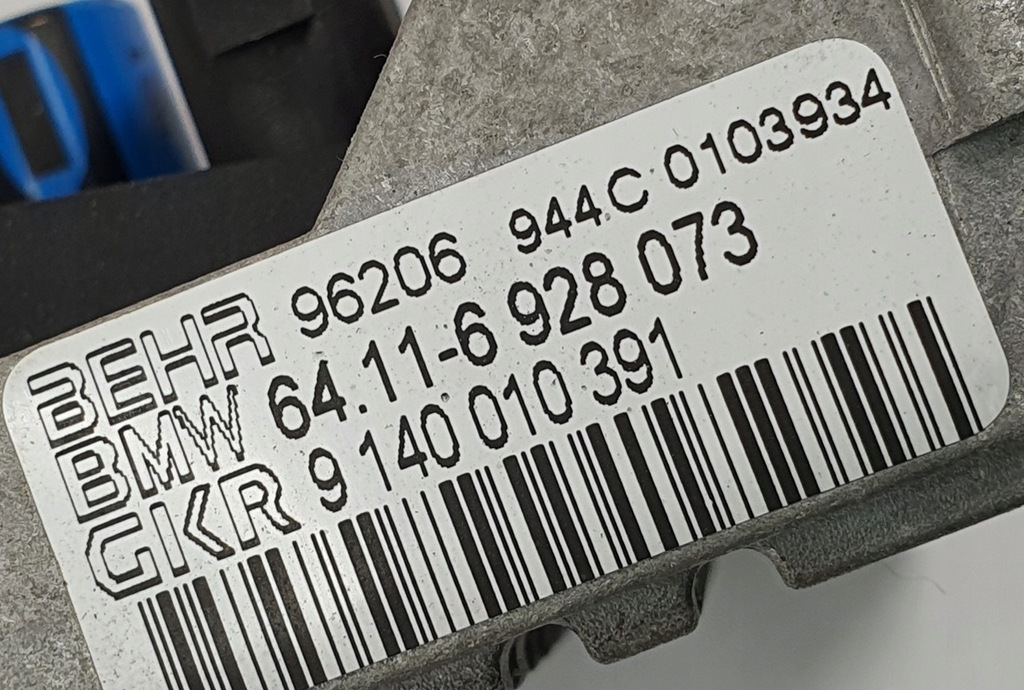 BEHR 96206 944C 0103934
BMW 64.11-6 928 073
GKR 9 140 010 391